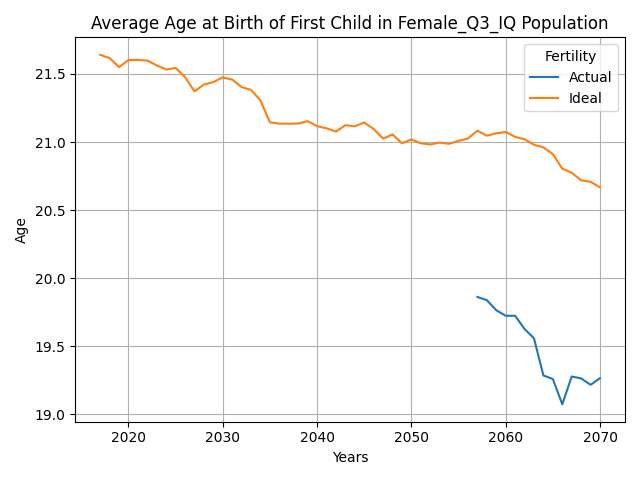 Average Age at Birth of First Child in Female_Q3_IQ Population
Fertility
Actual
Ideal
Age
21.5
21.0
20.5
20.0
19.5
19.0
2020 2030 2040 2050 2060 2070
Years